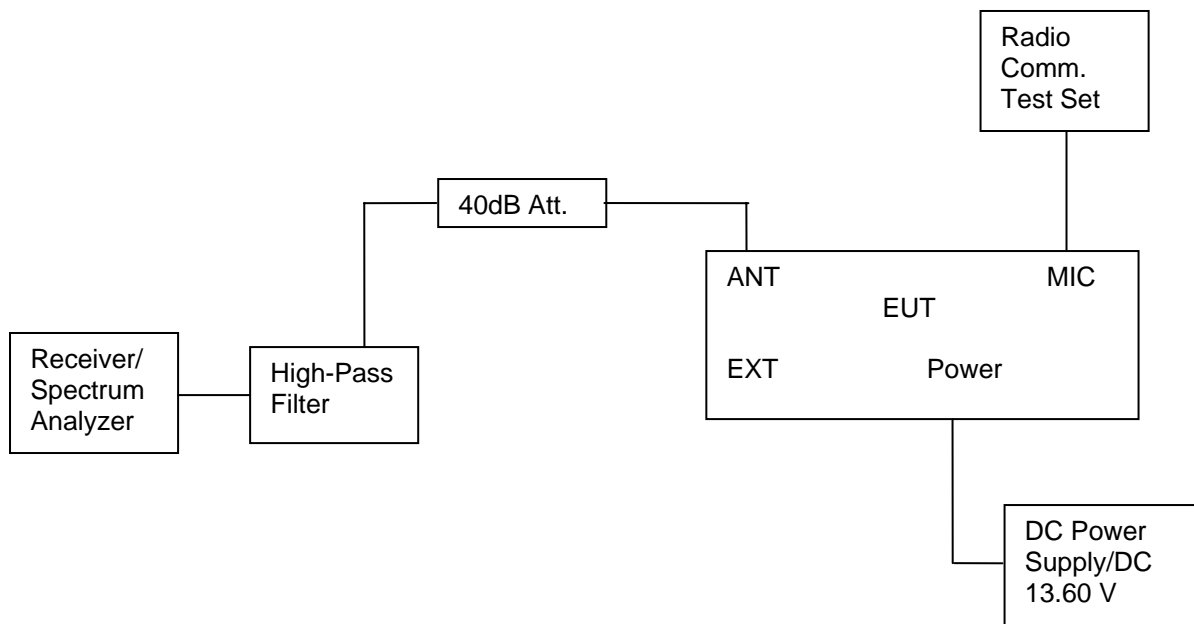 Radio
Comm.
Test Set
40dB Att.
ANT
MIC
EUT
Receiver/
Spectrum
Analyzer
High-Pass
Filter
EXT
Power
DC Power
Supply/DC
13.60 V